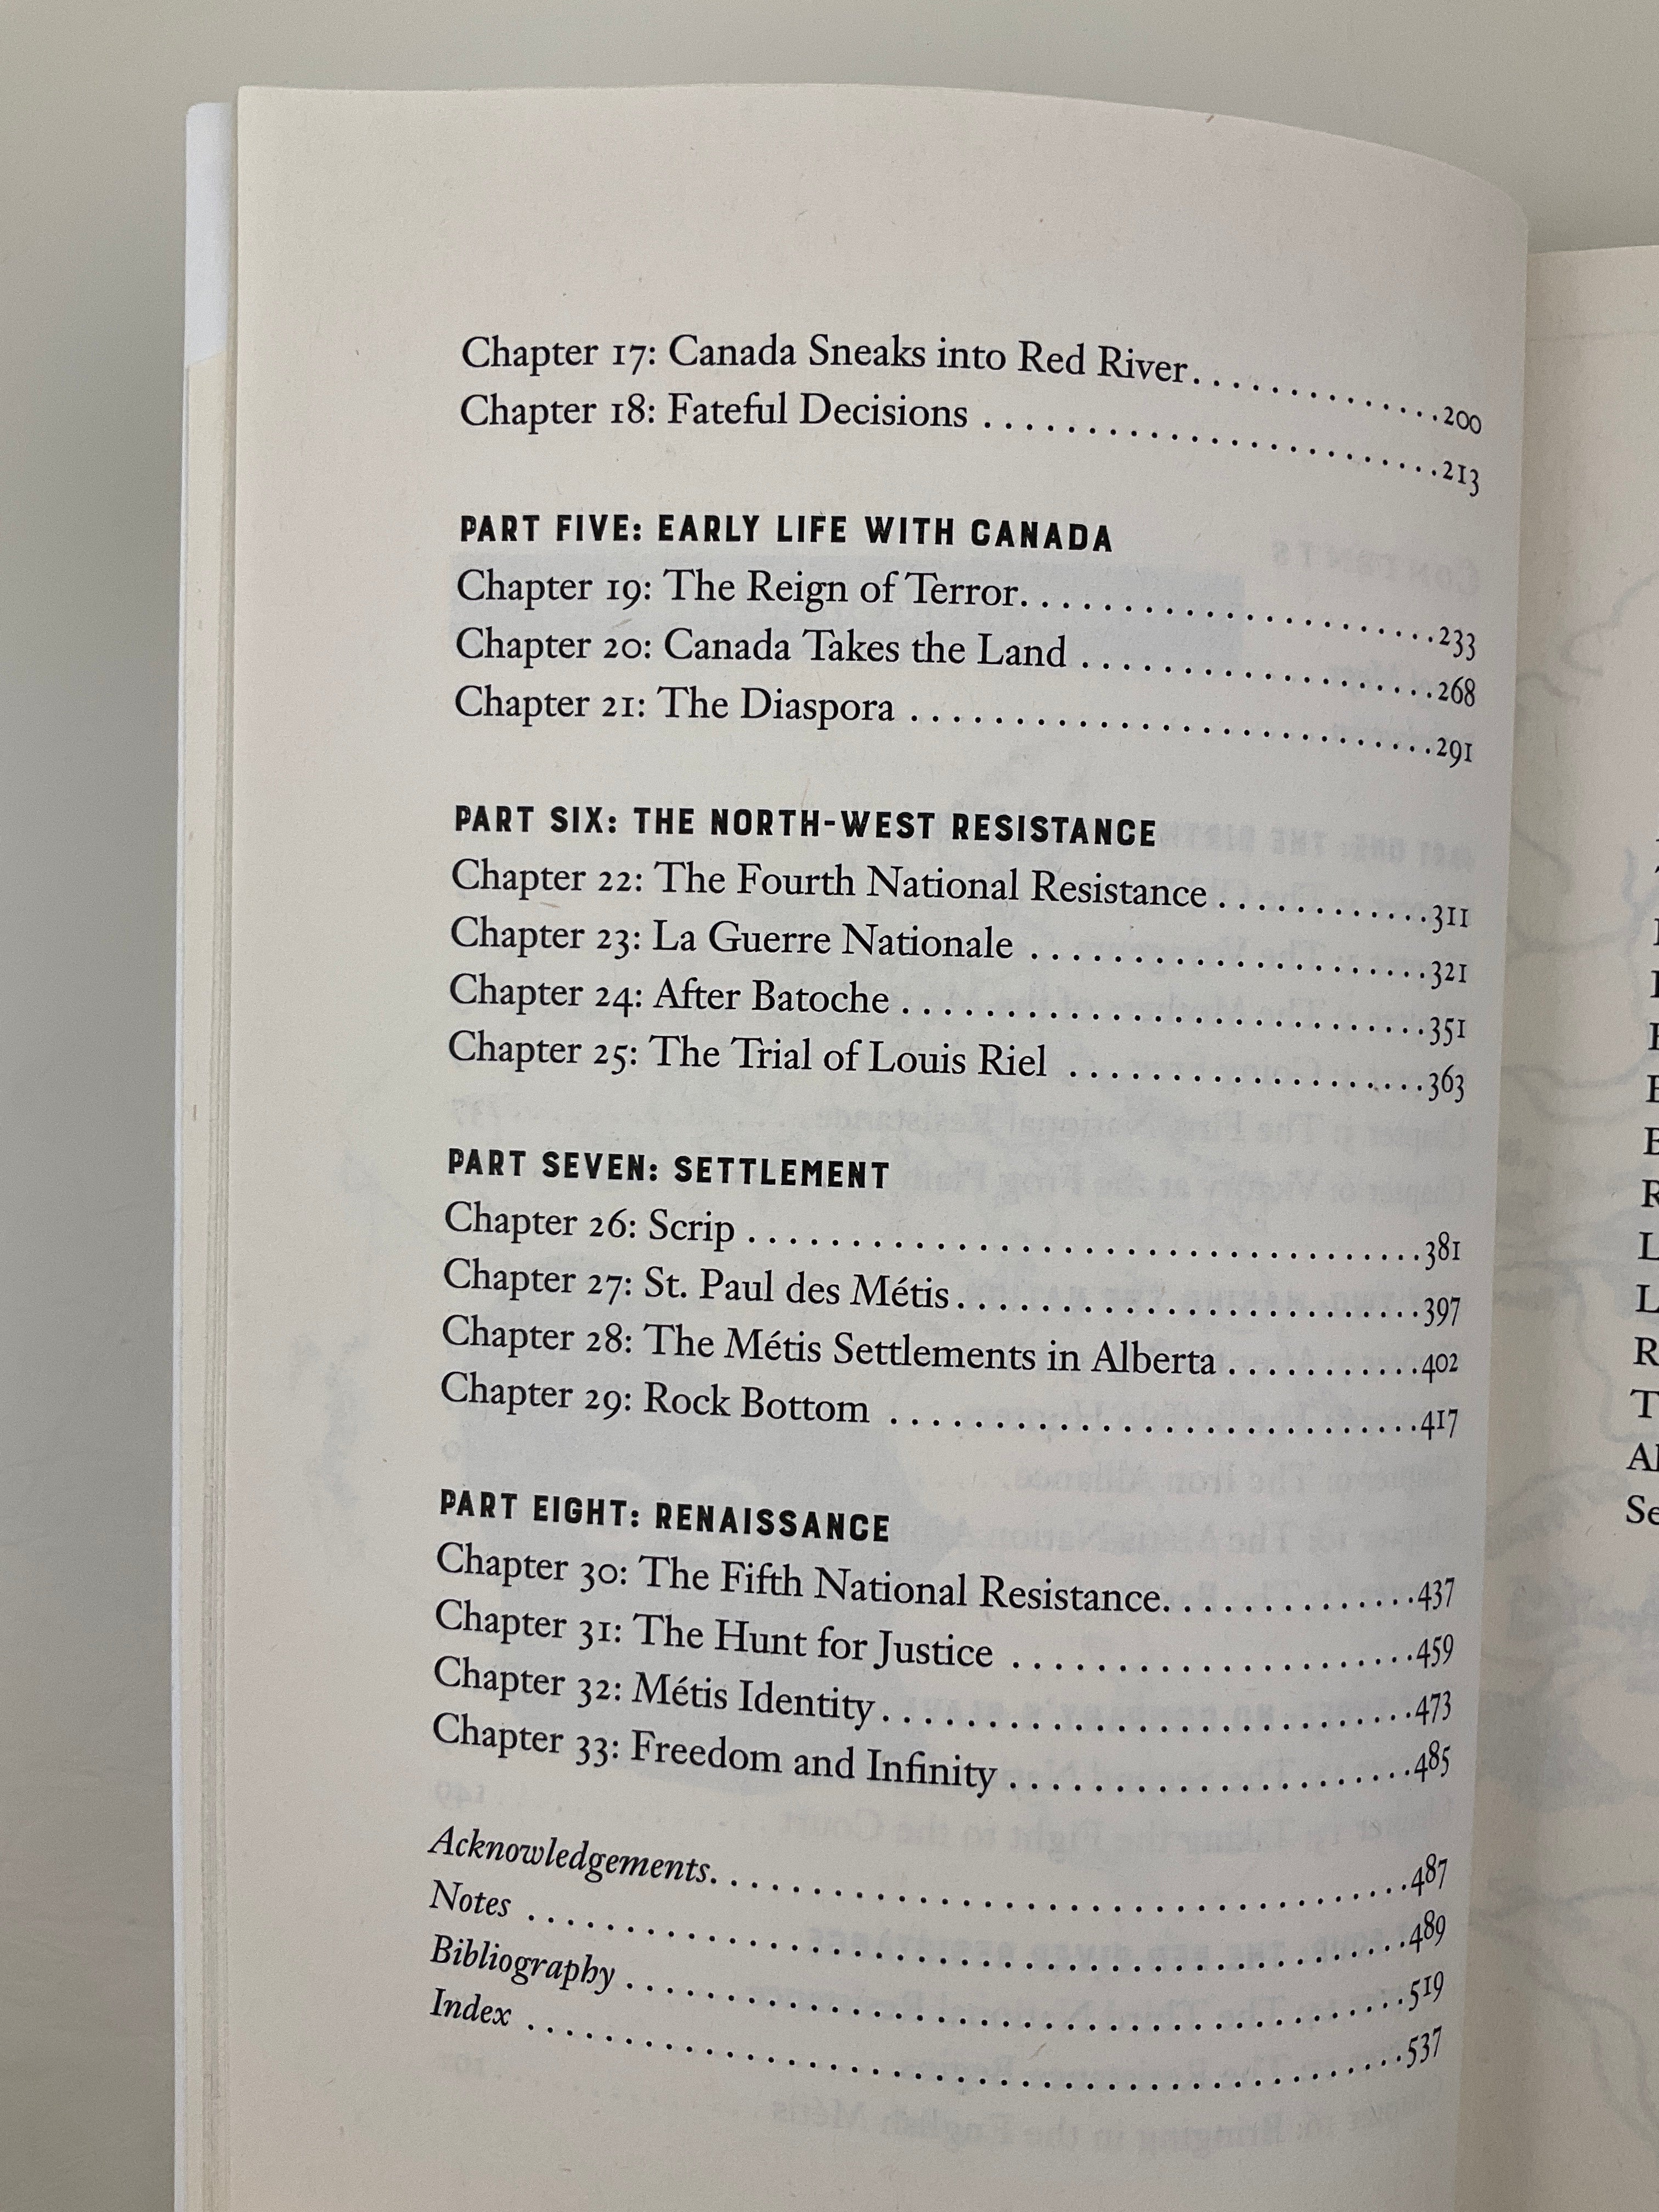 Chapter 17: Canada Sneaks into Red River. . . . . . . . . . . . .200
Chapter 18: Fateful Decisions . . . . . . . . . . . . . . . . . . . . . . .213
PART FIVE: EARLY LIFE WITH CANADA
Chapter 19: The Reign of Terror. . . . . . . . . . . . . . . . . . . . .233
Chapter 20: Canada Takes the Land . . . . . . . . . . . . . . . . . .268
Chapter 21: The Diaspora . . . . . . . . . . . . . . . . . . . . . . . . . .291
PART SIX: THE NORTH-WEST RESISTANCE
Chapter 22: The Fourth National Resistance . . . . . . . . . . .311
Chapter 23: La Guerre Nationale . . . . . . . . . . . . . . . . . . . .321
Chapter 24: After Batoche . . . . . . . . . . . . . . . . . . . . . . . . . .351
Chapter 25: The Trial of Louis Riel . . . . . . . . . . . . . . . . . .363
PART SEVEN: SETTLEMENT
Chapter 26: Scrip . . . . . . . . . . . . . . . . . . . . . . . . . . . . . . . . .381
Chapter 27: St. Paul des Métis . . . . . . . . . . . . . . . . . . . . . . .397
Chapter 28: The Métis Settlements in Alberta . . . . . . . . . .402
Chapter 29: Rock Bottom . . . . . . . . . . . . . . . . . . . . . . . . . .417
PART EIGHT: RENAISSANCE
Chapter 30: The Fifth National Resistance. . . . . . . . . . . . .437
Chapter 31: The Hunt for Justice . . . . . . . . . . . . . . . . . . . .459
Chapter 32: Métis Identity . . . . . . . . . . . . . . . . . . . . . . . . . .473
Chapter 33: Freedom and Infinity . . . . . . . . . . . . . . . . . . . .485
Acknowledgements. . . . . . . . . . . . . . . . . . . . . . . . . . . . . . . . .487
Notes . . . . . . . . . . . . . . . . . . . . . . . . . . . . . . . . . . . . . . . . . .489
Bibliography . . . . . . . . . . . . . . . . . . . . . . . . . . . . . . . . . . . . .519
Index . . . . . . . . . . . . . . . . . . . . . . . . . . . . . . . . . . . . . . . . . .537